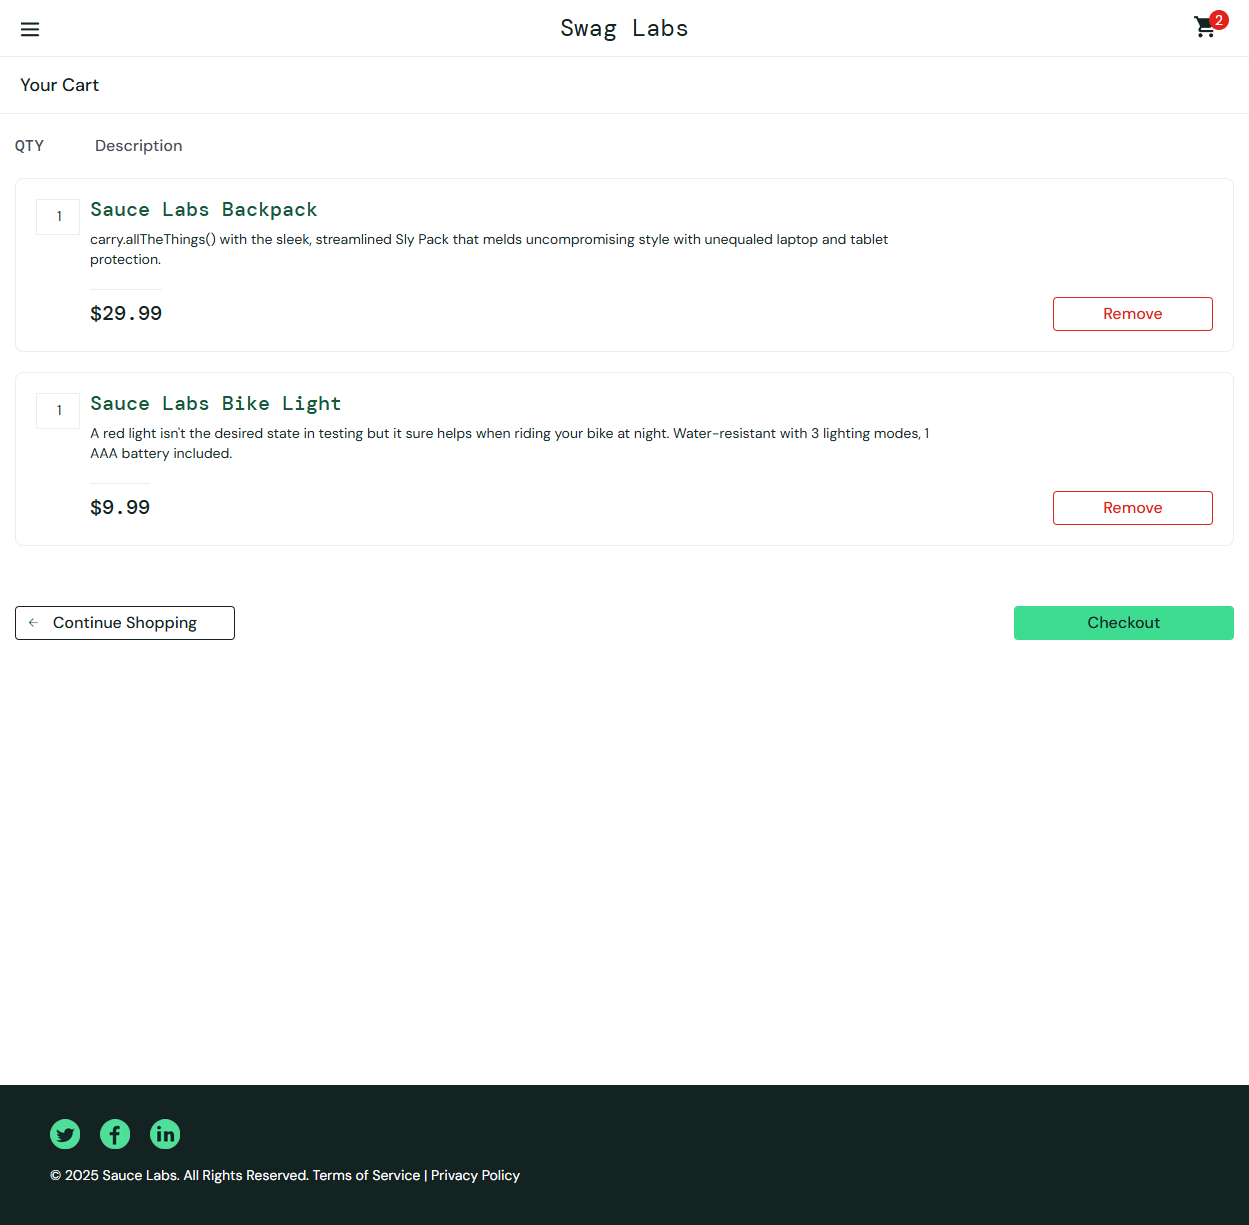 Swag Labs
2
Your Cart
QTY Description
1 Sauce Labs Backpack
carry.allTheThings() with the sleek, streamlined Sly Pack that melds uncompromising style with unequaled laptop and tablet
protection.
$29.99 Remove
1 Sauce Labs Bike Light
A red light isn't the desired state in testing but it sure helps when riding your bike at night. Water-resistant with 3 lighting modes, 1
AAA battery included.
$9.99 Remove
Continue Shopping Checkout
© 2025 Sauce Labs. All Rights Reserved. Terms of Service | Privacy Policy